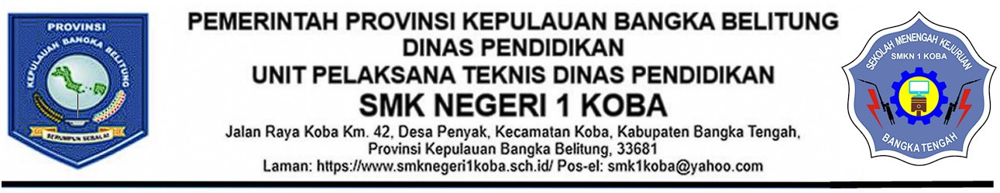 PROVINSI
KEPULAUAN BANGKA BELITUNG
SERUMPUN SEBALAI
PEMERINTAH PROVINSI KEPULAUAN BANGKA BELITUNG
DINAS PENDIDIKAN
UNIT PELAKSANA TEKNIS DINAS PENDIDIKAN
SMK NEGERI 1 KOBA
Jalan Raya Koba Km. 42, Desa Penyak, Kecamatan Koba, Kabupaten Bangka Tengah,
Provinsi Kepulauan Bangka Belitung, 33681
Laman: https://www.smknegeri1koba.sch.id/ Pos-el: smk1koba@yahoo.com
SEKOLAH MENENGAH KEJURUAN
SMKN 1 KOBA
BANGKA TENGAH